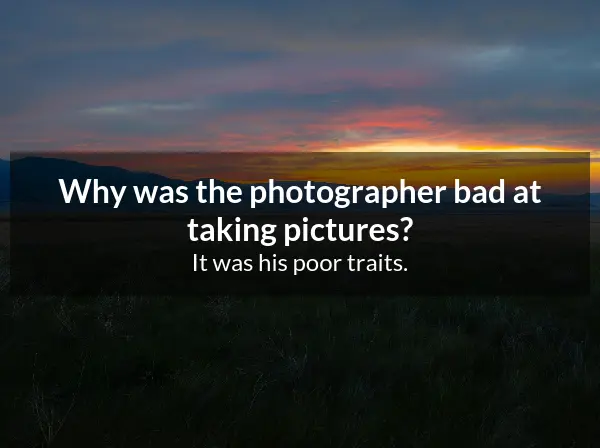 Why was the photographer bad at
taking pictures?
It was his poor traits.